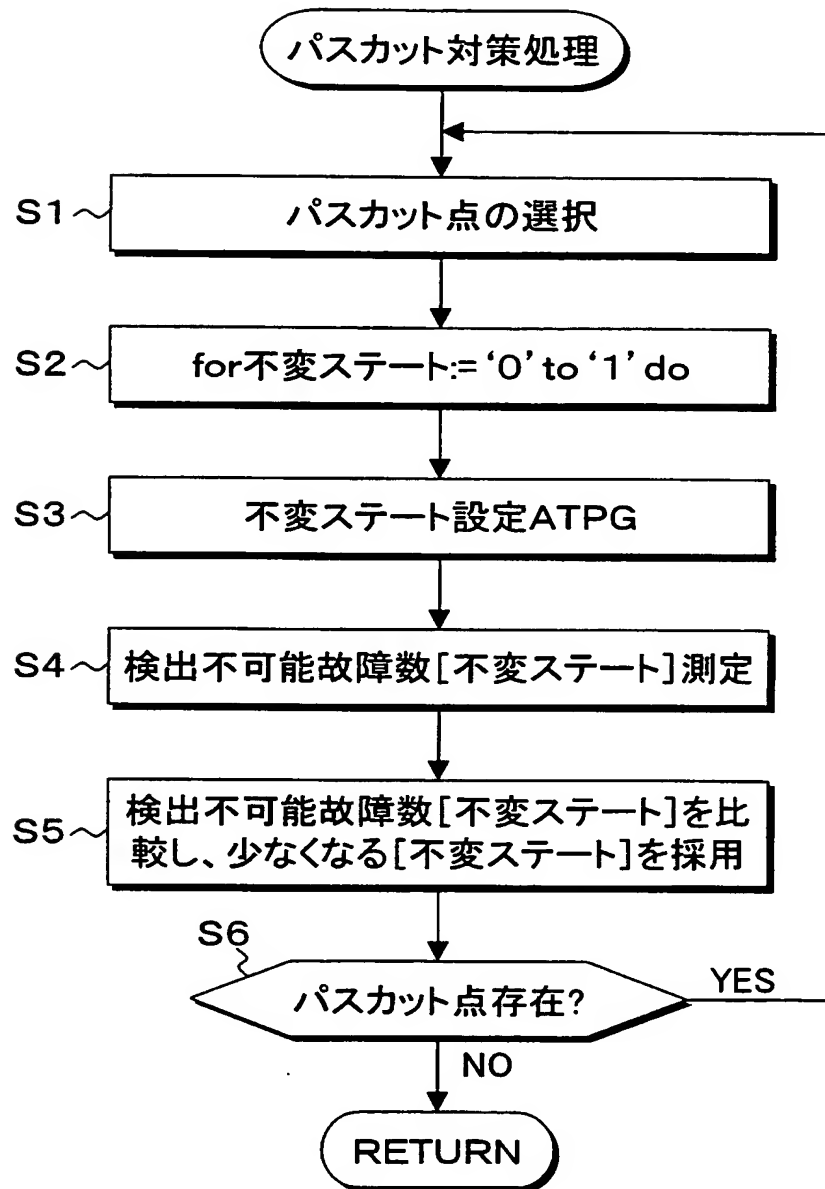 パスカット対策処理
S1
パスカット点の選択
S2
for不変ステート:= ‘0’ to ‘1’ do
S3
不変ステート設定ATPG
S4
検出不可能故障数[不変ステート]測定
S5
検出不可能故障数[不変ステート]を比
較し、少なくなる[不変ステート]を採用
S6
パスカット点存在?
YES
NO
RETURN